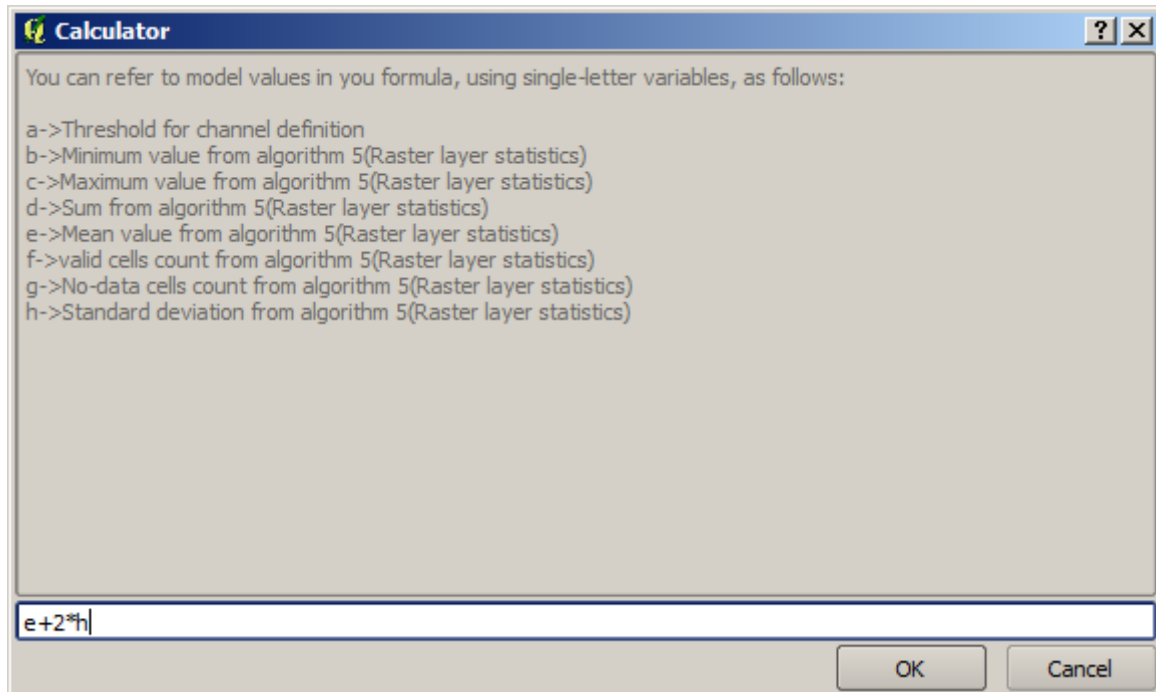 Calculator
You can refer to model values in you formula, using single-letter variables, as follows:
a->Threshold for channel definition
b->Minimum value from algorithm 5(Raster layer statistics)
c->Maximum value from algorithm 5(Raster layer statistics)
d->Sum from algorithm 5(Raster layer statistics)
e->Mean value from algorithm 5(Raster layer statistics)
f->valid cells count from algorithm 5(Raster layer statistics)
g->No-data cells count from algorithm 5(Raster layer statistics)
h->Standard deviation from algorithm 5(Raster layer statistics)
e+2*h
OK Cancel